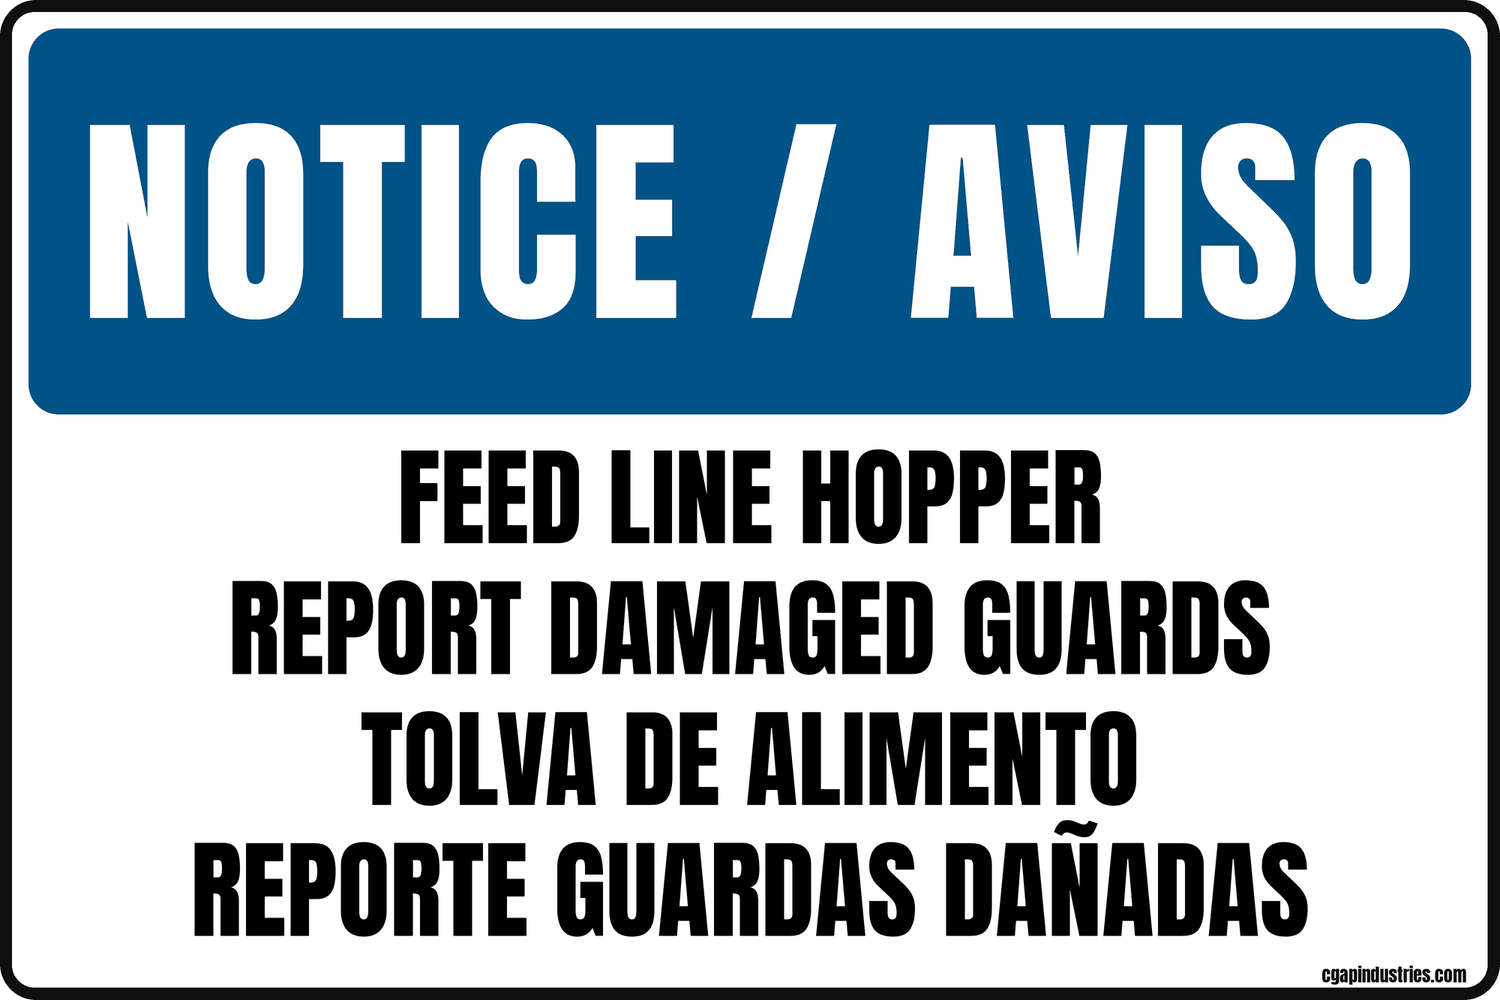 NOTICE / AVISO
FEED LINE HOPPER
REPORT DAMAGED GUARDS
TOLVA DE ALIMENTO
REPORTE GUARDAS DAÑADAS
cgapindustries.com